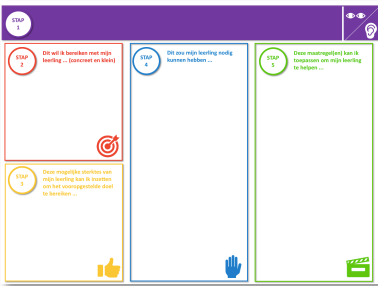 STAP
1
STAP
2
Dit wil ik bereiken met mijn
leerling ... (concreet en klein)
STAP
3
Deze mogelijke sterktes van
mijn leerling kan ik inzetten
om het vooropgestelde doel
te bereiken ...
STAP
4
Dit zou mijn leerling nodig
kunnen hebben ...
STAP
5
Deze maatregel(en) kan ik
toepassen om mijn leerling
te helpen ...